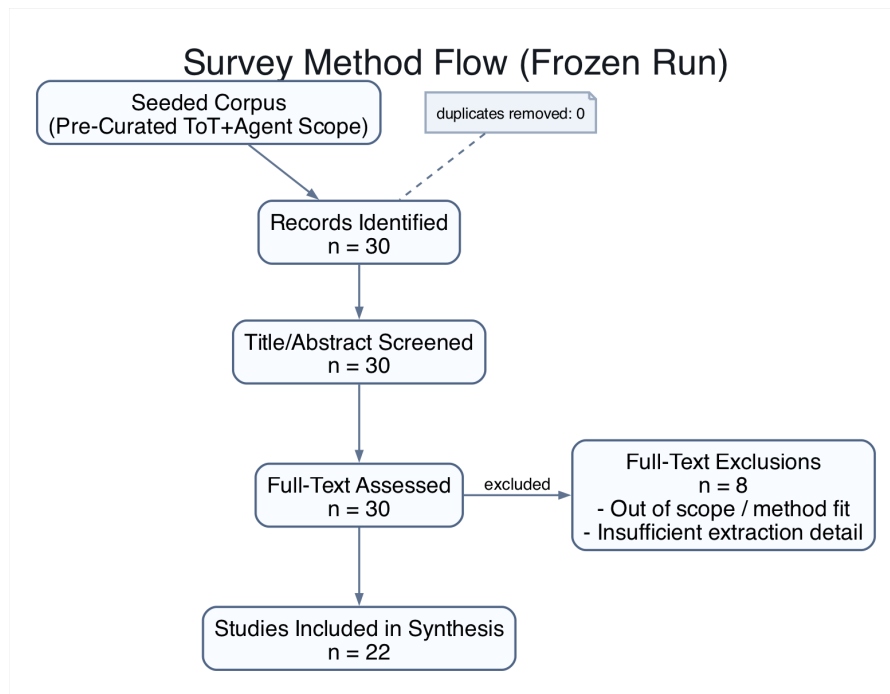 Survey Method Flow (Frozen Run)
Seeded Corpus
(Pre-Curated ToT+Agent Scope)
duplicates removed: 0
Records Identified
n = 30
Title/Abstract Screened
n = 30
Full-Text Assessed
n = 30
excluded
Full-Text Exclusions
n = 8
- Out of scope / method fit
- Insufficient extraction detail
Studies Included in Synthesis
n = 22